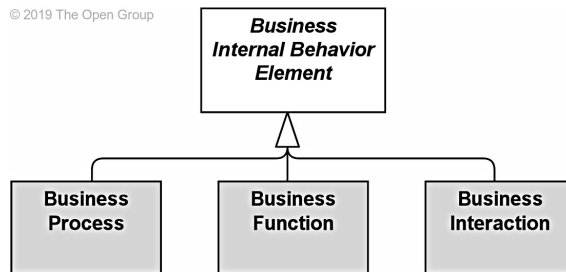 © 2019 The Open Group
Business
Internal Behavior
Element
Business
Process
Business
Function
Business
Interaction